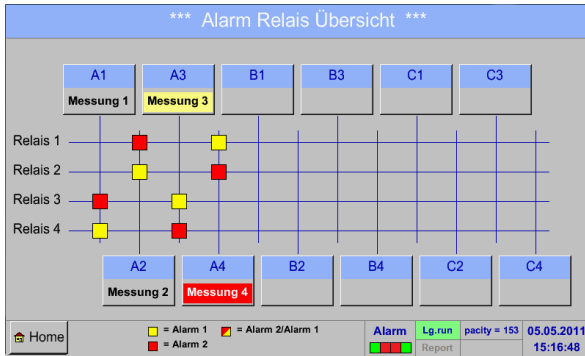 *** Alarm Relais Übersicht ***
A1 A3 B1 B3 C1 C3
Messung 1 Messung 3
Relais 1
Relais 2
Relais 3
Relais 4
A2 A4 B2 B4 C2 C4
Messung 2 Messung 4
Home
= Alarm 1 = Alarm 2/Alarm 1
= Alarm 2
Alarm Lg.run pacity = 153 05.05.2011
Report 15:16:48